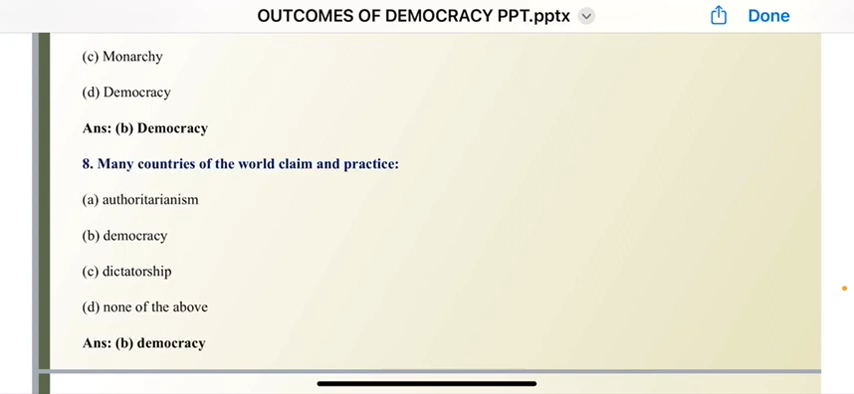 OUTCOMES OF DEMOCRACY PPT.pptx
Done
(c) Monarchy
(d) Democracy
Ans: (b) Democracy
8. Many countries of the world claim and practice:
(a) authoritarianism
(b) democracy
(c) dictatorship
(d) none of the above
Ans: (b) democracy